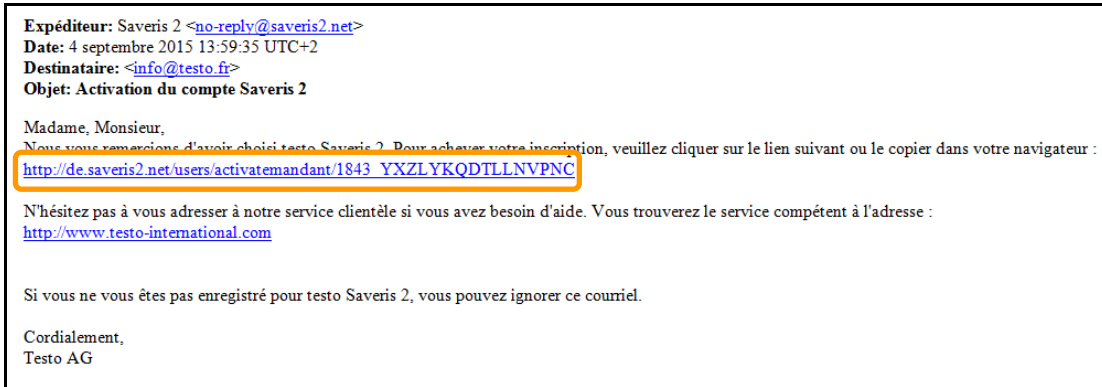 Expéditeur: Saveris 2 <no-reply@saveris2.net>
Date: 4 septembre 2015 13:59:35 UTC+2
Destinataire: <info@testo.fr>
Objet: Activation du compte Saveris 2
Madame, Monsieur,
Nous vous remercions d'avoir choisi testo Saveris 2. Pour achever votre inscription, veuillez cliquer sur le lien suivant ou le copier dans votre navigateur :
http://de.saveris2.net/users/activatemandant/1843_YXZLYKQDTLLNVPNC
N'hésitez pas à vous adresser à notre service clientèle si vous avez besoin d'aide. Vous trouverez le service compétent à l'adresse :
http://www.testo-international.com
Si vous ne vous êtes pas enregistré pour testo Saveris 2, vous pouvez ignorer ce courriel.
Cordialement,
Testo AG